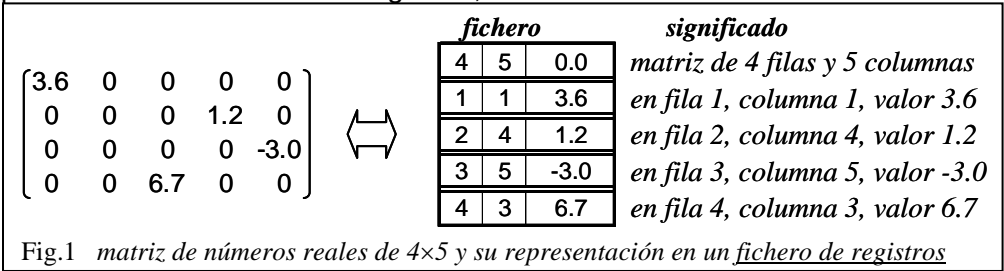 fichero significado
4 5 0.0 matriz de 4 filas y 5 columnas
3.6 0 0 0 0 1 1 3.6 en fila 1, columna 1, valor 3.6
0 0 0 1.2 0 2 4 1.2 en fila 2, columna 4, valor 1.2
0 0 0 0 -3.0 3 5 -3.0 en fila 3, columna 5, valor -3.0
0 0 6.7 0 0 4 3 6.7 en fila 4, columna 3, valor 6.7
Fig.1 matriz de números reales de 4×5 y su representación en un fichero de registros